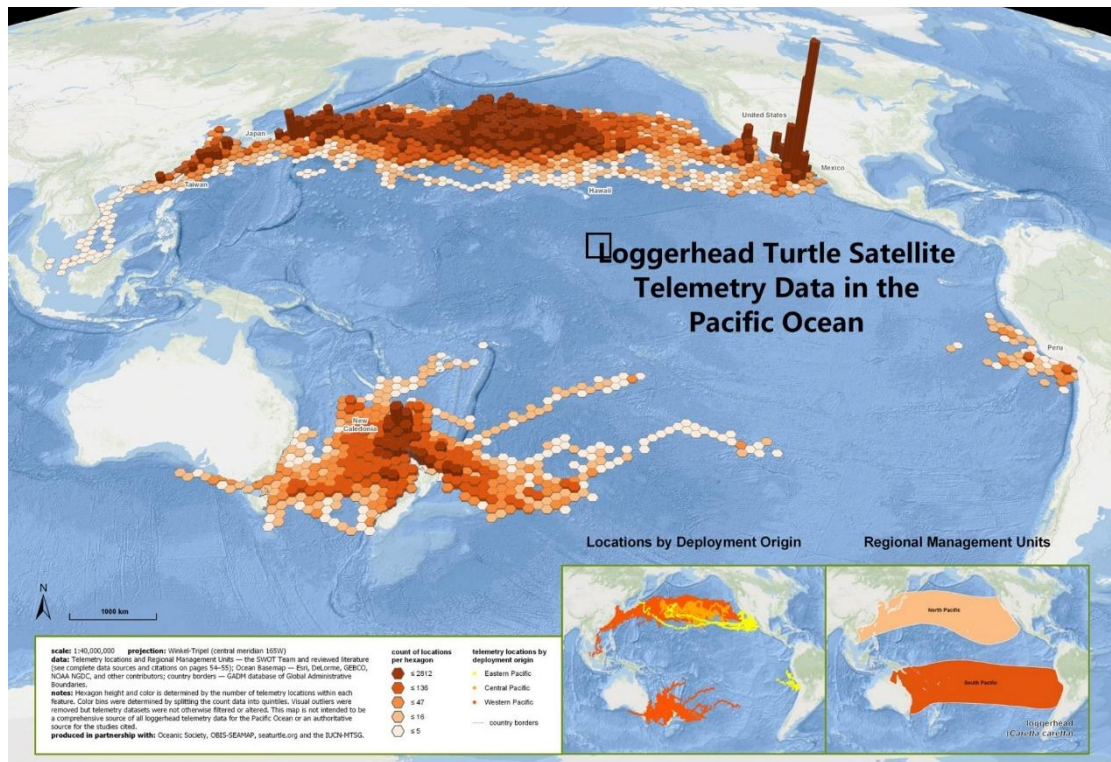 United States
Japan
Mexico
Taiwan
Hawaii
Loggerhead Turtle Satellite
Telemetry Data in the
Pacific Ocean
Peru
New
Caledonia
Locations by Deployment Origin
Regional Management Units
N
1000 km
North Pacific
South Pacific
loggerhead
(Caretta caretta)
scale: 1:40,000,000 projection: Winkel-Tripel (central meridian 165W)
data: Telemetry locations and Regional Management Units — the SWOT Team and reviewed literature
(see complete data sources and citations on pages 54–55); Ocean Basemap — Esri, DeLorme, GEBCO,
NOAA NGDC, and other contributors; country borders — GADM database of Global Administrative
Boundaries.
notes: Hexagon height and color is determined by the number of telemetry locations within each
feature. Color bins were determined by splitting the count data into quintiles. Visual outliers were
removed but telemetry datasets were not otherwise filtered or altered. This map is not intended to be
a comprehensive source of all loggerhead telemetry data for the Pacific Ocean or an authoritative
source for the studies cited.
produced in partnership with: Oceanic Society, OBIS-SEAMAP, seaturtle.org and the IUCN-MTSG.
count of locations
per hexagon
≤ 2812
≤ 136
≤ 47
≤ 16
≤ 5
telemetry locations by
deployment origin
Eastern Pacific
Central Pacific
Western Pacific
country borders